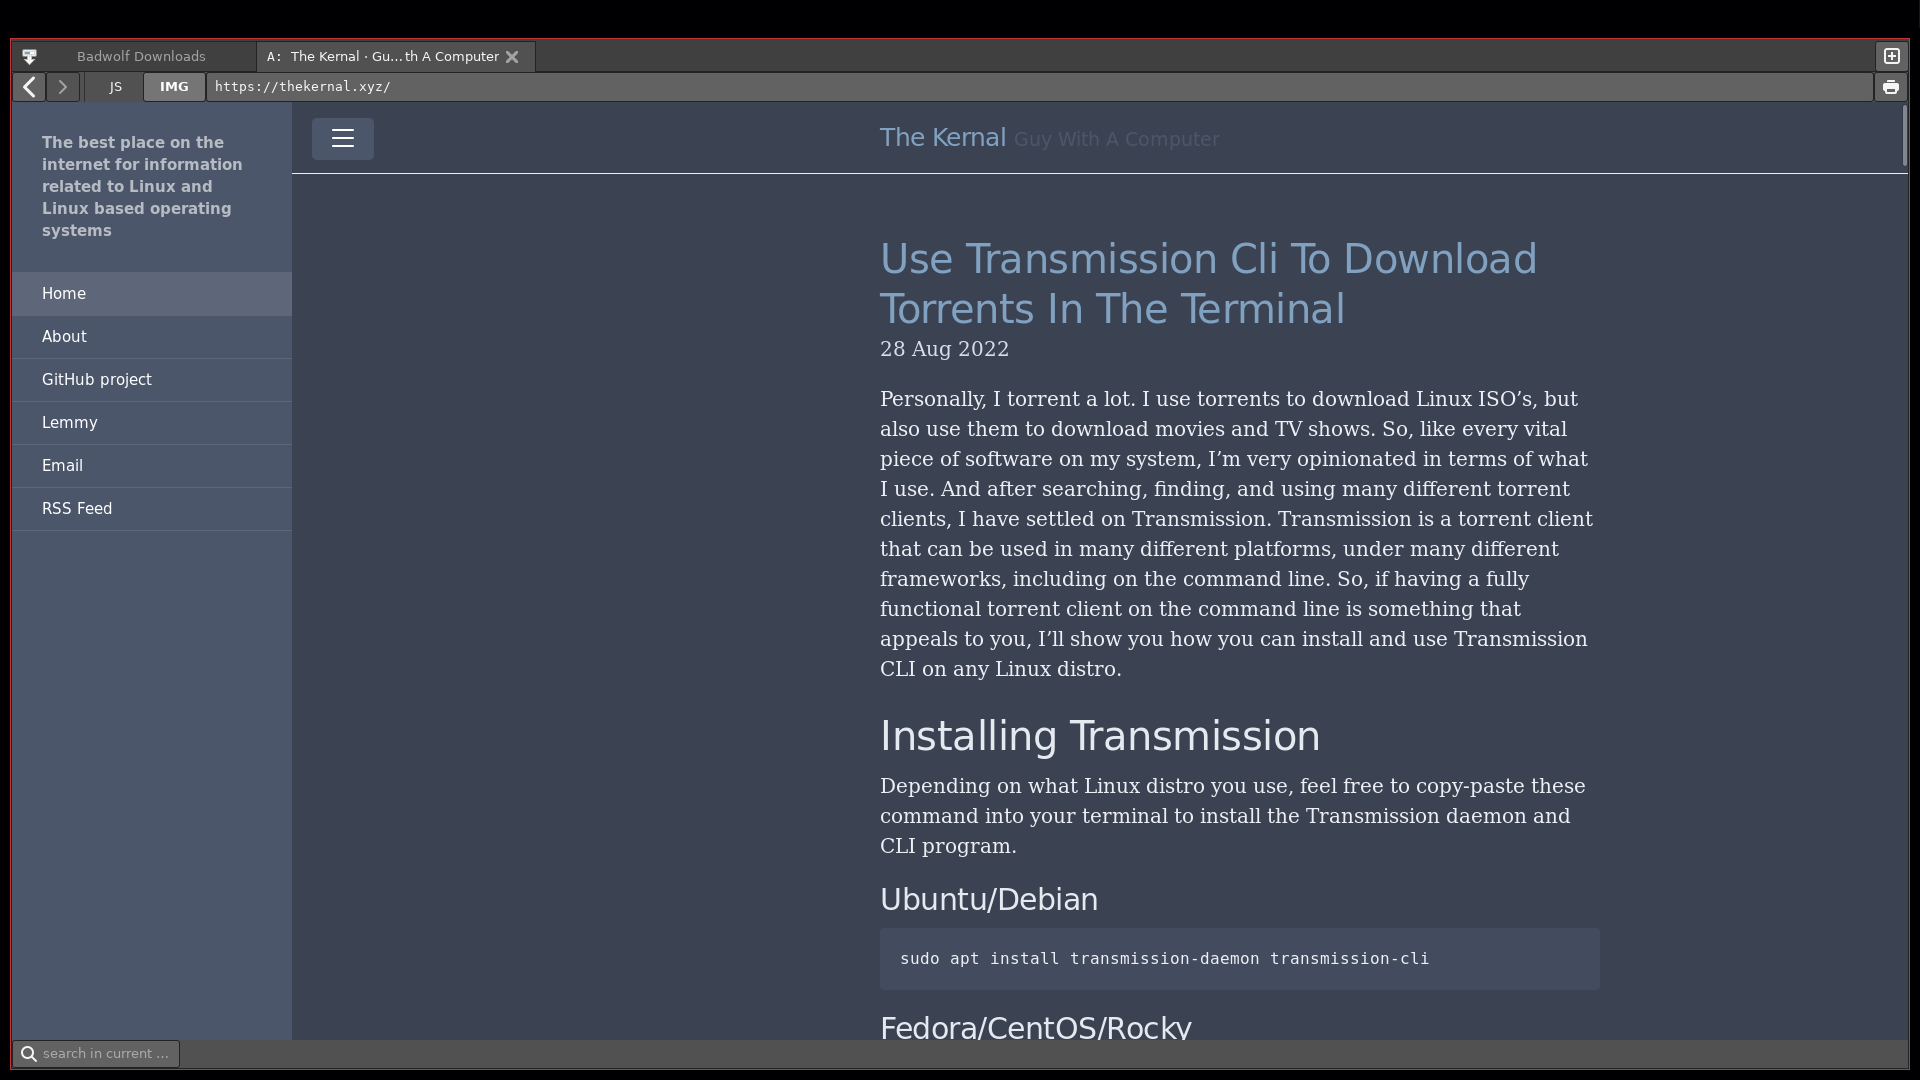 Badwolf Downloads
A: The Kernal · Gu...th A Computer
JS
IMG
https://thekernal.xyz/
The best place on the
internet for information
related to Linux and
Linux based operating
systems
Home
About
GitHub project
Lemmy
Email
RSS Feed
The Kernal Guy With A Computer
Use Transmission Cli To Download
Torrents In The Terminal
28 Aug 2022
Personally, I torrent a lot. I use torrents to download Linux ISO’s, but
also use them to download movies and TV shows. So, like every vital
piece of software on my system, I’m very opinionated in terms of what
I use. And after searching, finding, and using many different torrent
clients, I have settled on Transmission. Transmission is a torrent client
that can be used in many different platforms, under many different
frameworks, including on the command line. So, if having a fully
functional torrent client on the command line is something that
appeals to you, I’ll show you how you can install and use Transmission
CLI on any Linux distro.
Installing Transmission
Depending on what Linux distro you use, feel free to copy-paste these
command into your terminal to install the Transmission daemon and
CLI program.
Ubuntu/Debian
sudo apt install transmission-daemon transmission-cli
Fedora/CentOS/Rocky
search in current ...